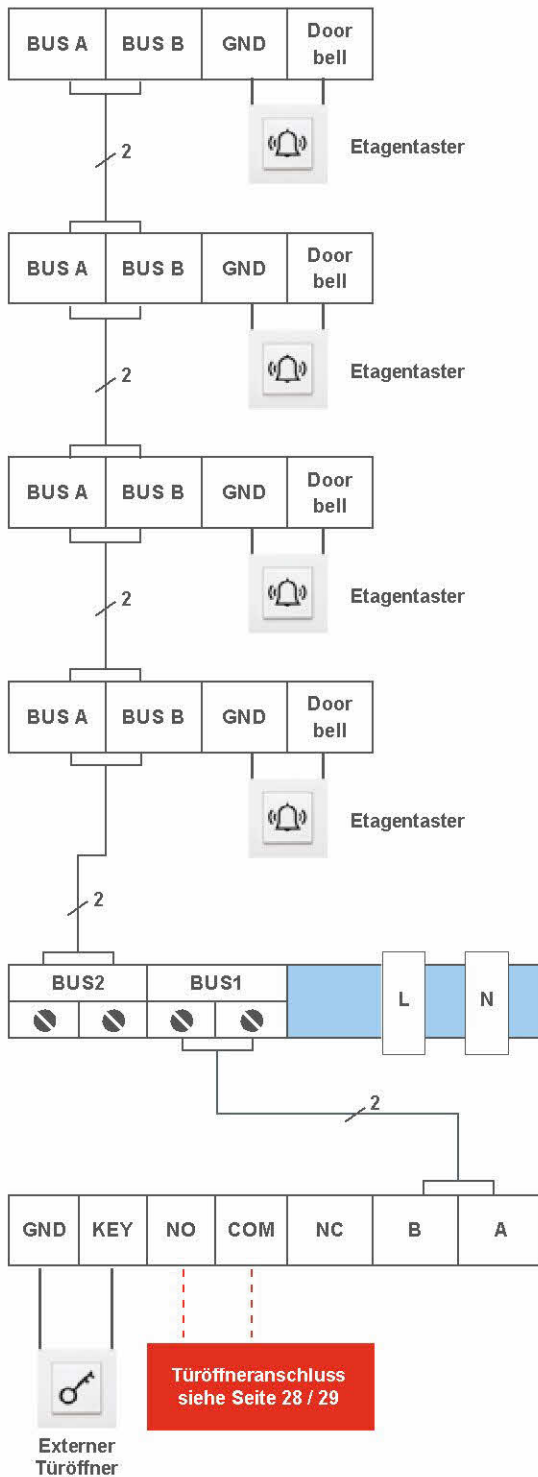 BUS A BUS B GND Door bell
2
Etagentaster
BUS A BUS B GND Door bell
2
Etagentaster
BUS A BUS B GND Door bell
2
Etagentaster
BUS A BUS B GND Door bell
Etagentaster
2
BUS2 BUS1 L N
2
GND KEY NO COM NC B A
Türöffneranschluss
siehe Seite 28 / 29
Externer
Türöffner